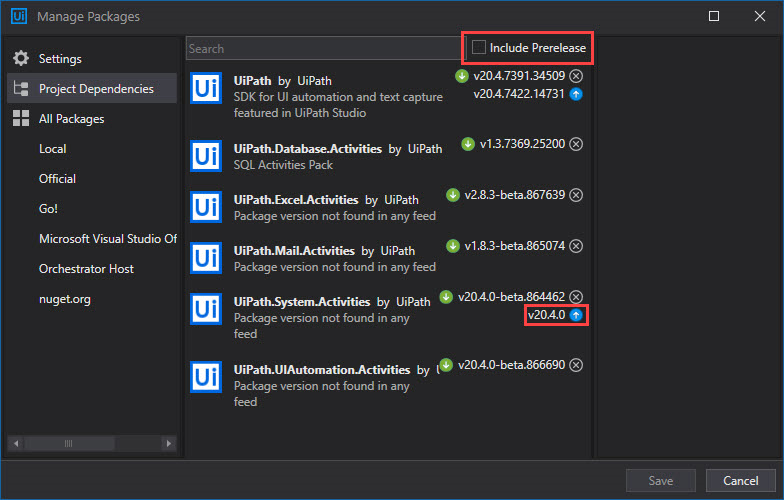 Ui Manage Packages
Search
Include Prerelease
Settings
Project Dependencies
All Packages
Local
Official
Go!
Microsoft Visual Studio Of
Orchestrator Host
nuget.org
Ui UiPath by UiPath v20.4.7391.34509
SDK for UI automation and text capture v20.4.7422.14731
featured in UiPath Studio
Ui UiPath.Database.Activities by UiPath v1.3.7369.25200
SQL Activities Pack
Ui UiPath.Excel.Activities by UiPath v2.8.3-beta.867639
Package version not found in any feed
Ui UiPath.Mail.Activities by UiPath v1.8.3-beta.865074
Package version not found in any feed
Ui UiPath.System.Activities by UiPath v20.4.0-beta.864462
Package version not found in any v20.4.0
feed
Ui UiPath.UIAutomation.Activities by v20.4.0-beta.866690
Package version not found in any
feed
Save
Cancel